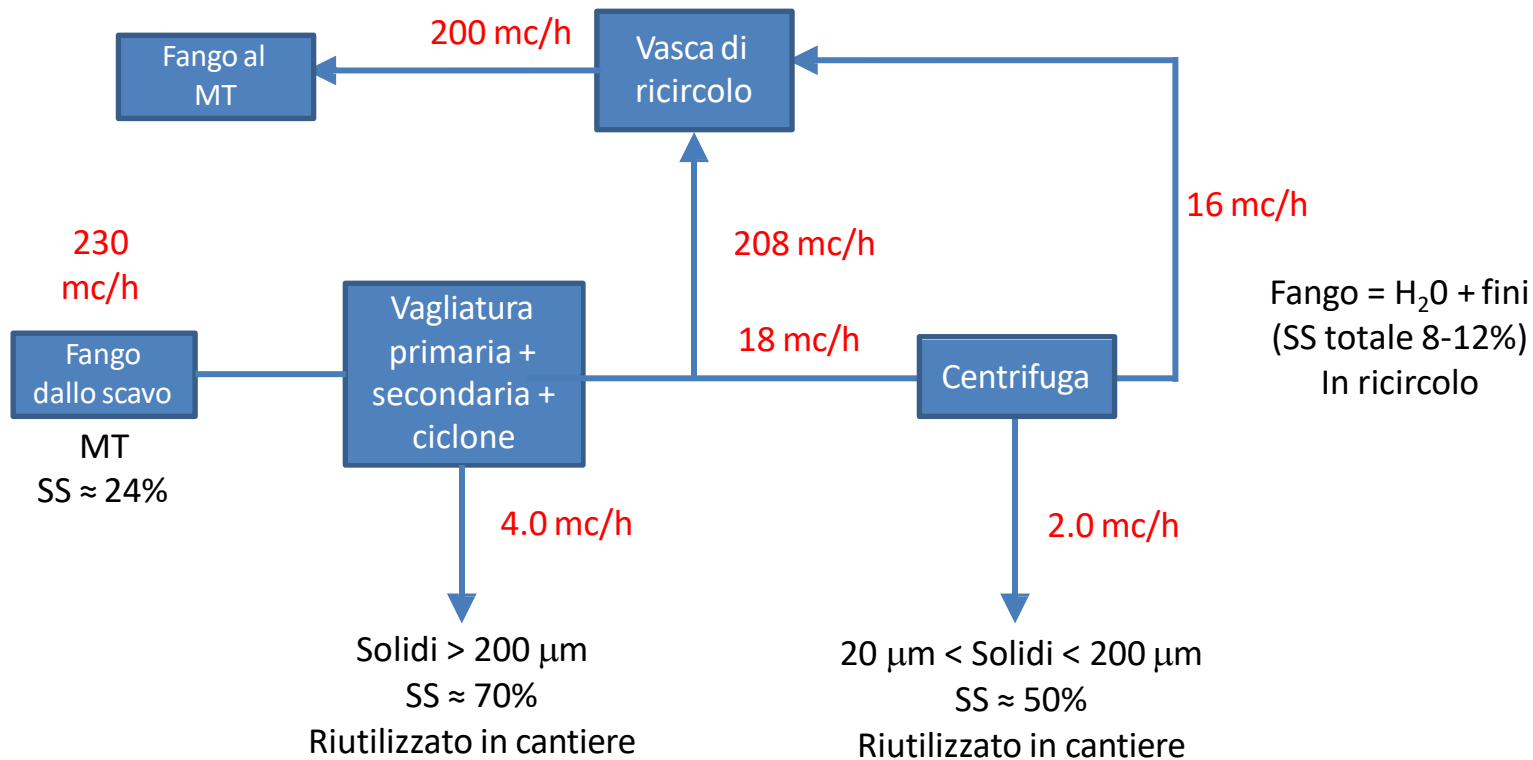 200 mc/h
Fango al
MT
Vasca di
ricircolo
16 mc/h
230
mc/h
208 mc/h
Fango
dallo scavo
Vagliatura
primaria +
secondaria +
ciclone
18 mc/h
Centrifuga
Fango = H₂0 + fini
(SS totale 8-12%)
In ricircolo
MT
SS ≈ 24%
4.0 mc/h
2.0 mc/h
Solidi > 200 μm
SS ≈ 70%
Riutilizzato in cantiere
20 μm < Solidi < 200 μm
SS ≈ 50%
Riutilizzato in cantiere